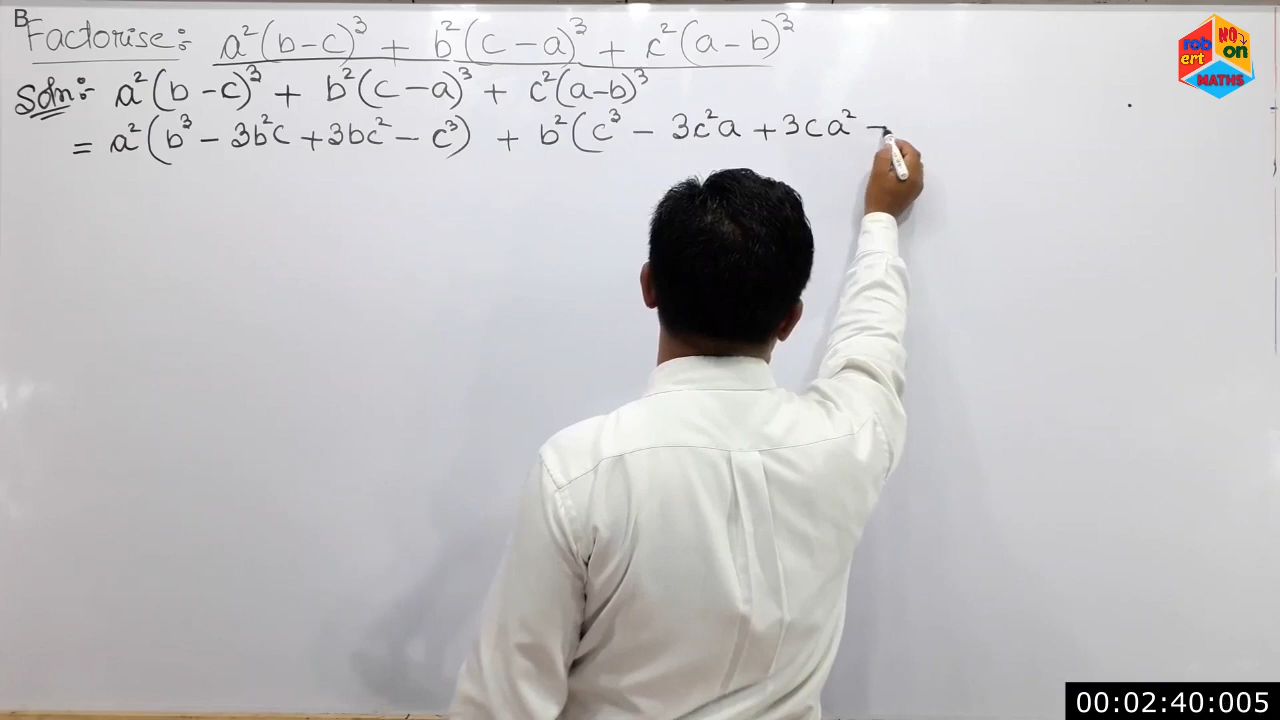 B
Factorise:- a²(b-c)³ + b²(c-a)³ + c²(a-b)³
Soln:- a²(b-c)³ + b²(c-a)³ + c²(a-b)³
= a²(b³ - 3b²c + 3bc² - c³) + b²(c³ - 3c²a + 3ca² -
rob NO
ert on
MATHS
00:02:40:005